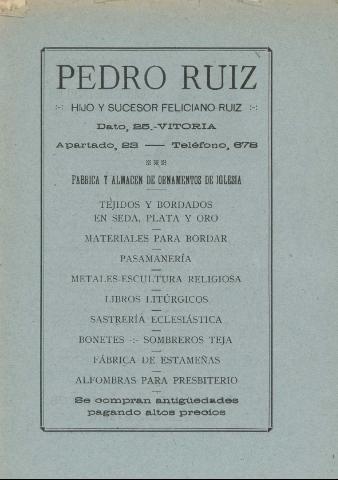 PEDRO RUIZ
-:- HIJO Y SUCESOR FELICIANO RUIZ -:-
Dato, 25.-VITORIA
Apartado, 23 — Teléfono, 678
FABRICA Y ALMACEN DE ORNAMENTOS DE IGLESIA
TEJIDOS Y BORDADOS
EN SEDA, PLATA Y ORO
MATERIALES PARA BORDAR
PASAMANERÍA
METALES-ESCULTURA RELIGIOSA
LIBROS LITÚRGICOS
SASTRERÍA ECLESIÁSTICA
BONETES -:- SOMBREROS TEJA
FÁBRICA DE ESTAMEÑAS
ALFOMBRAS PARA PRESBITERIO
Se compran antigüedades
pagando altos precios